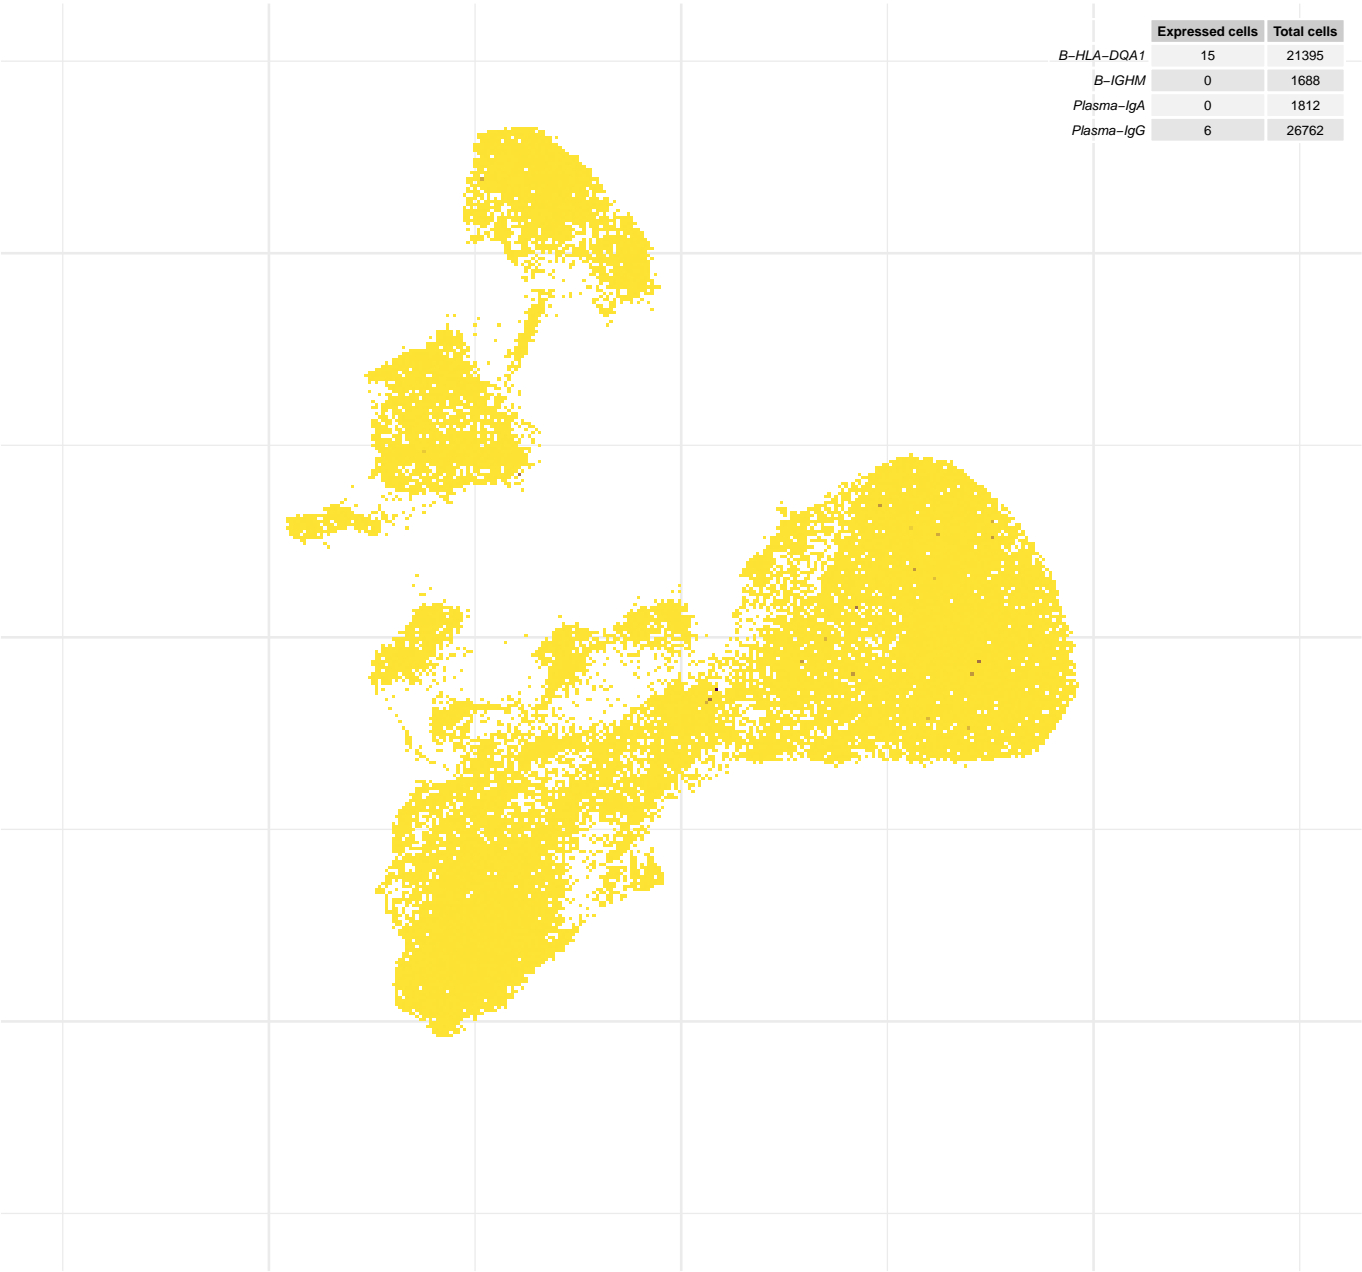 Expressed cells Total cells
B−HLA−DQA1 15 21395
B−IGHM 0 1688
Plasma−IgA 0 1812
Plasma−IgG 6 26762